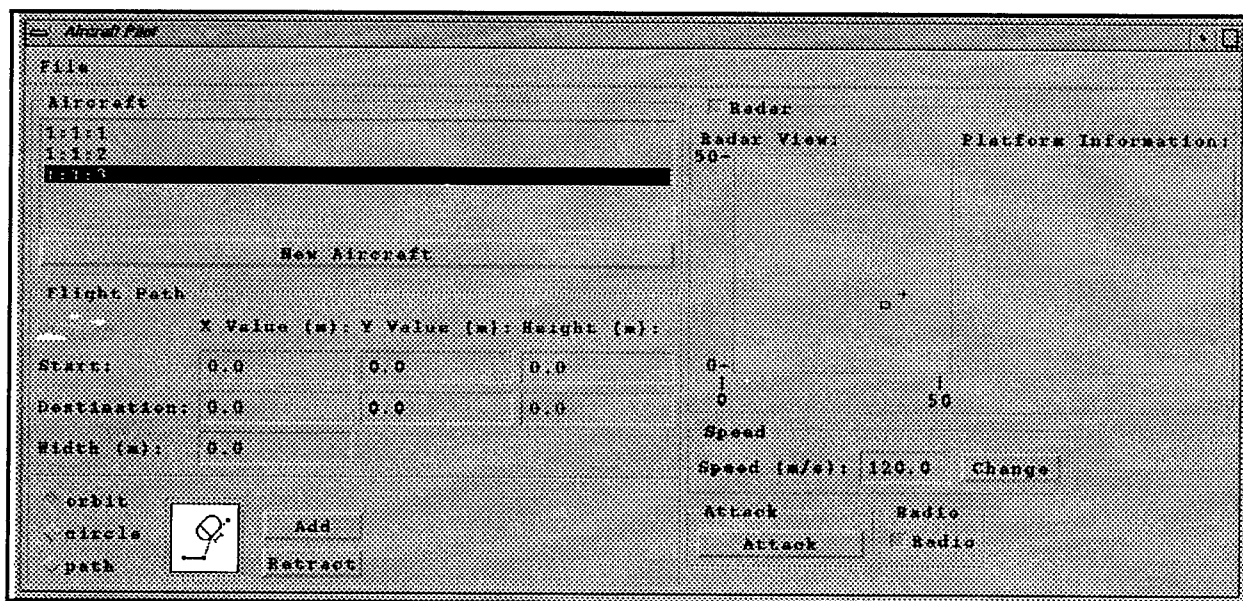 Aircraft Pilot
File
Aircraft
1:1:1
1:1:2
1:1:3
New Aircraft
Flight Path
X Value (m): Y Value (m): Height (m):
Start: 0.0 0.0 0.0
Destination: 0.0 0.0 0.0
Width (m): 0.0
orbit
circle
path
Add
Retract
Radar
Radar View: Platform Information:
50-
0-
0 50
Speed
Speed (m/s): 120.0 Change
Attack Radio
Attack Radio